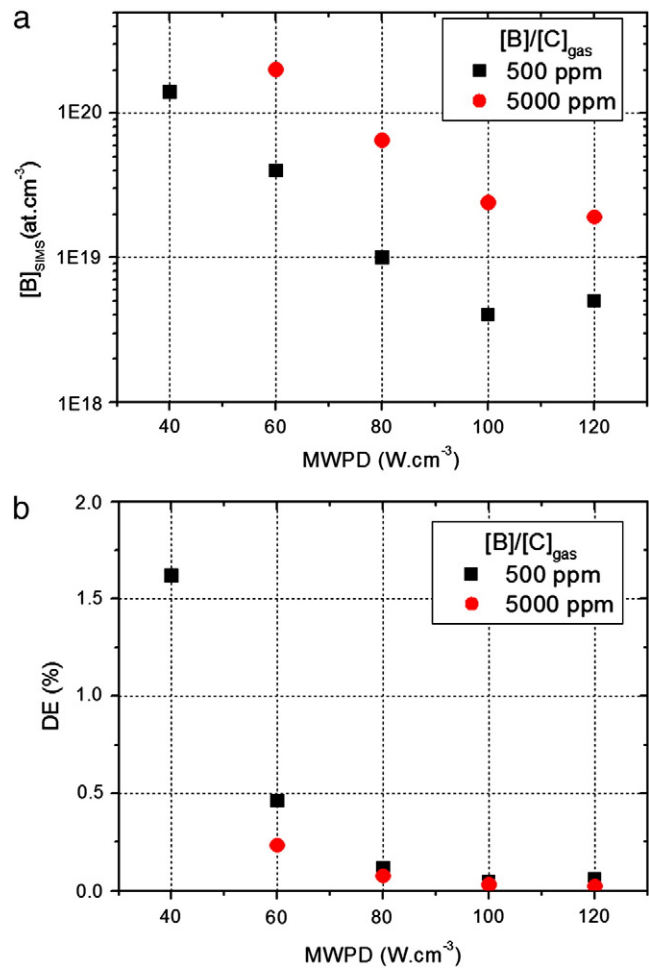 a
[B]/[C]gas
500 ppm
5000 ppm
1E20
1E19
1E18
[B]SIMS(at.cm-3)
40 60 80 100 120
MWPD (W.cm-3)
b
[B]/[C]gas
500 ppm
5000 ppm
2.0
1.5
1.0
0.5
0.0
DE (%)
40 60 80 100 120
MWPD (W.cm-3)